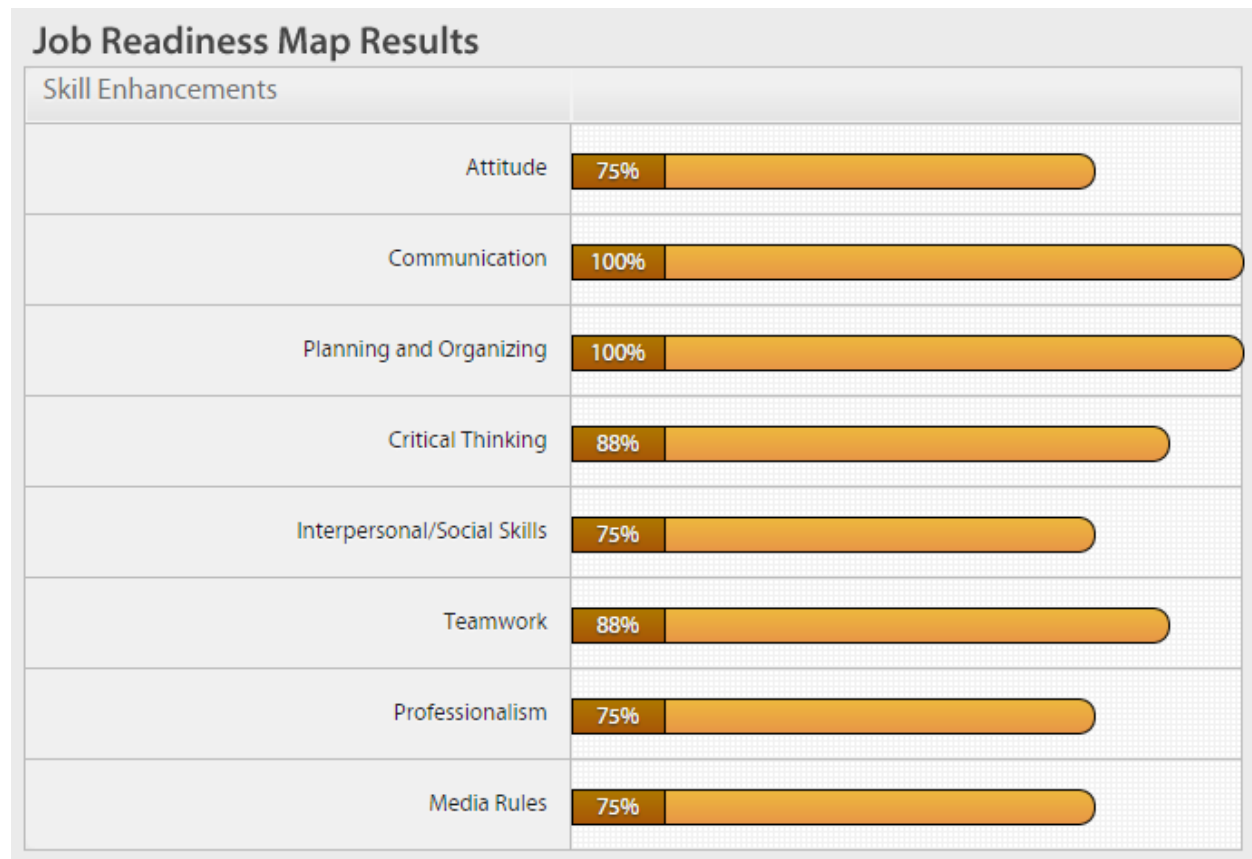 Job Readiness Map Results
Skill Enhancements
Attitude 75%
Communication 100%
Planning and Organizing 100%
Critical Thinking 88%
Interpersonal/Social Skills 75%
Teamwork 88%
Professionalism 75%
Media Rules 75%